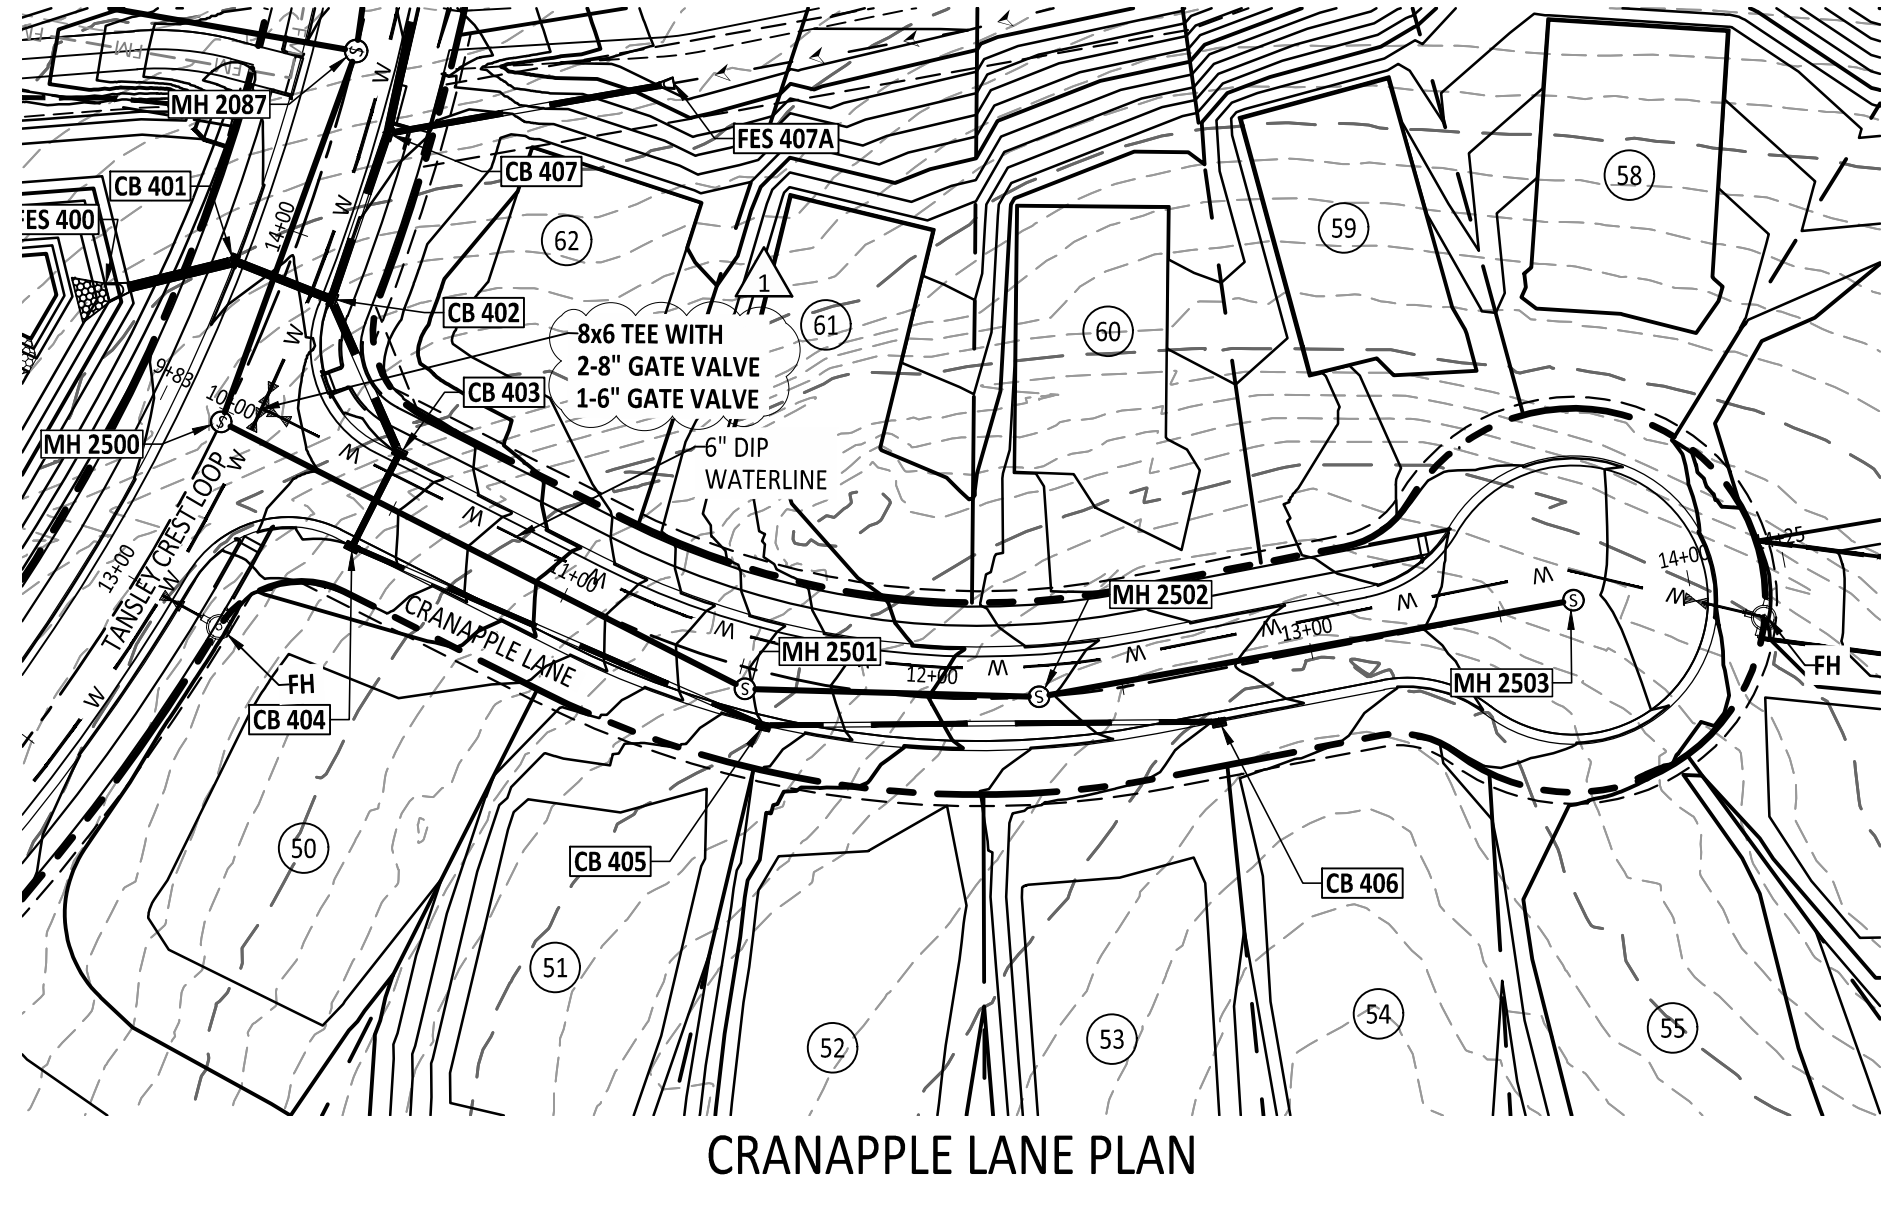 FM
FM
FM
S
MH 2087
W
FES 407A
CB 407
CB 401
58
W
59
14+00
FES 400
62
1
CB 402
61
60
8x6 TEE WITH
2-8" GATE VALVE
1-6" GATE VALVE
W
9+83
10+00
CB 403
S
MH 2500
W
W
6" DIP
WATERLINE
TANSLEY CREST LOOP
W
13+00
W
11+00
W
14+00
W
W
MH 2502
S
W
CRANAPPLE LANE
W
MH 2501
W
W
W
13+00
FH
12+00
FH
S
S
MH 2503
W
CB 404
50
CB 405
CB 406
51
52
53
54
55
CRANAPPLE LANE PLAN